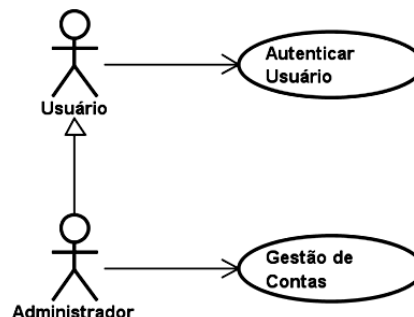 Autenticar
Usuário
Usuário
Gestão de
Contas
Administrador